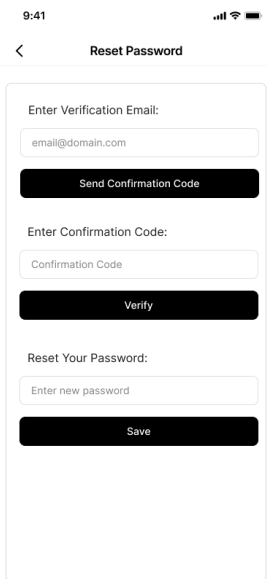 9:41
Reset Password
Enter Verification Email:
email@domain.com
Send Confirmation Code
Enter Confirmation Code:
Confirmation Code
Verify
Reset Your Password:
Enter new password
Save